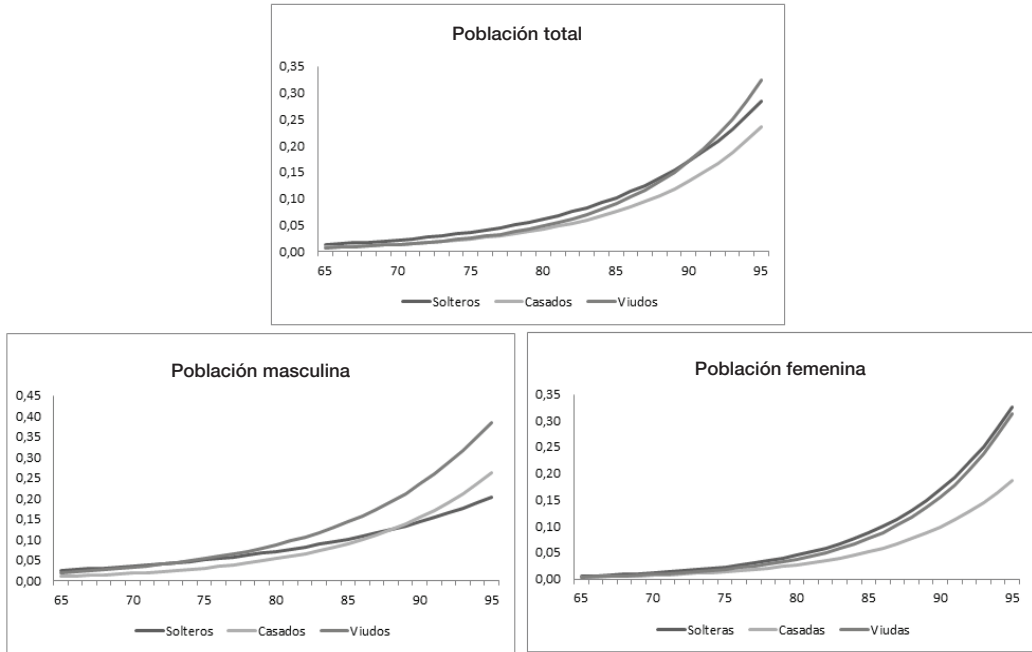 Población total
0,35
0,30
0,25
0,20
0,15
0,10
0,05
0,00
65 70 75 80 85 90 95
Solteros Casados Viudos
Población masculina
0,45
0,40
0,35
0,30
0,25
0,20
0,15
0,10
0,05
0,00
65 70 75 80 85 90 95
Solteros Casados Viudos
Población femenina
0,35
0,30
0,25
0,20
0,15
0,10
0,05
0,00
65 70 75 80 85 90 95
Solteras Casadas Viudas